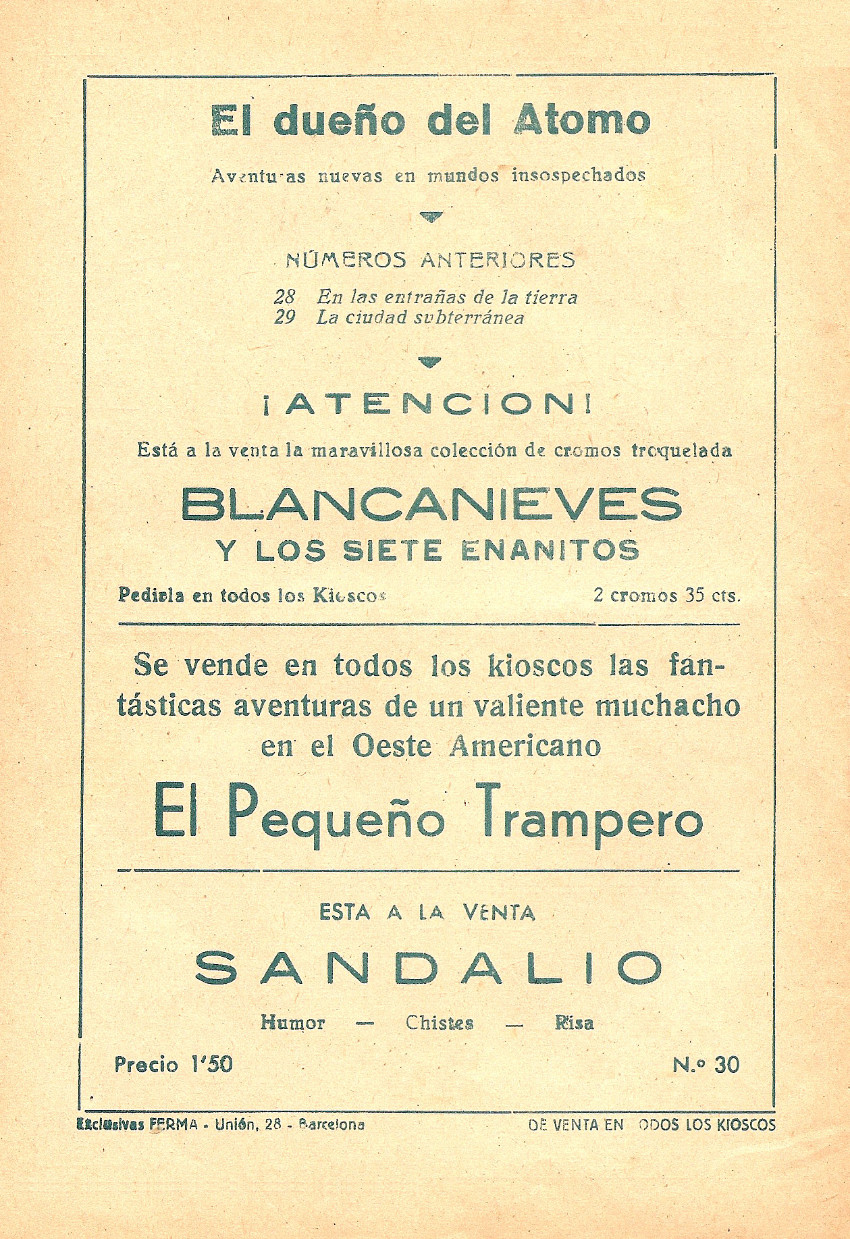 El dueño del Atomo
Aventuras nuevas en mundos insospechados
NÚMEROS ANTERIORES
28 En las entrañas de la tierra
29 La ciudad subterránea
¡ATENCION!
Está a la venta la maravillosa colección de cromos troquelada
BLANCANIEVES
Y LOS SIETE ENANITOS
Pedirla en todos los Kioscos 2 cromos 35 cts.
Se vende en todos los kioscos las fan-
tásticas aventuras de un valiente muchacho
en el Oeste Americano
El Pequeño Trampero
ESTA A LA VENTA
SANDALIO
Humor — Chistes — Risa
Precio 1'50 N.º 30
Exclusivas FERMA - Unión, 28 - Barcelona DE VENTA EN ODOS LOS KIOSCOS